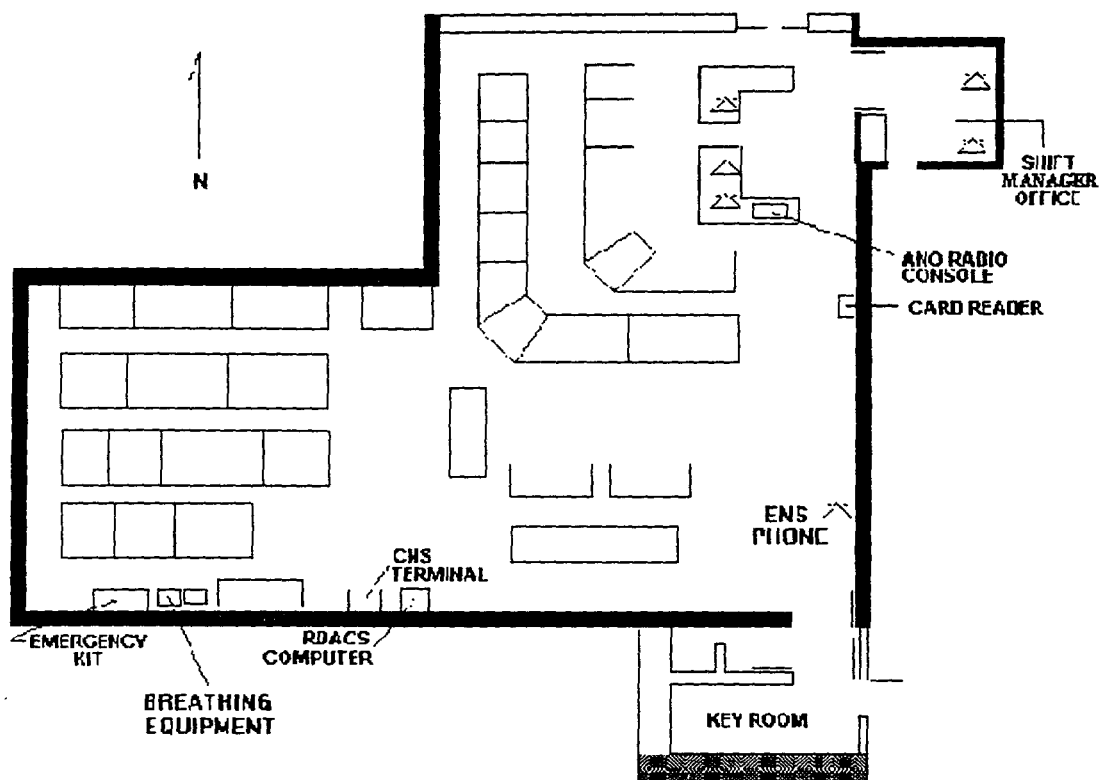 N
SHIFT
MANAGER
OFFICE
ANO RADIO
CONSOLE
CARD READER
ENS
PHONE
CHS
TERMINAL
EMERGENCY
KIT
RDACS
COMPUTER
BREATHING
EQUIPMENT
KEY ROOM